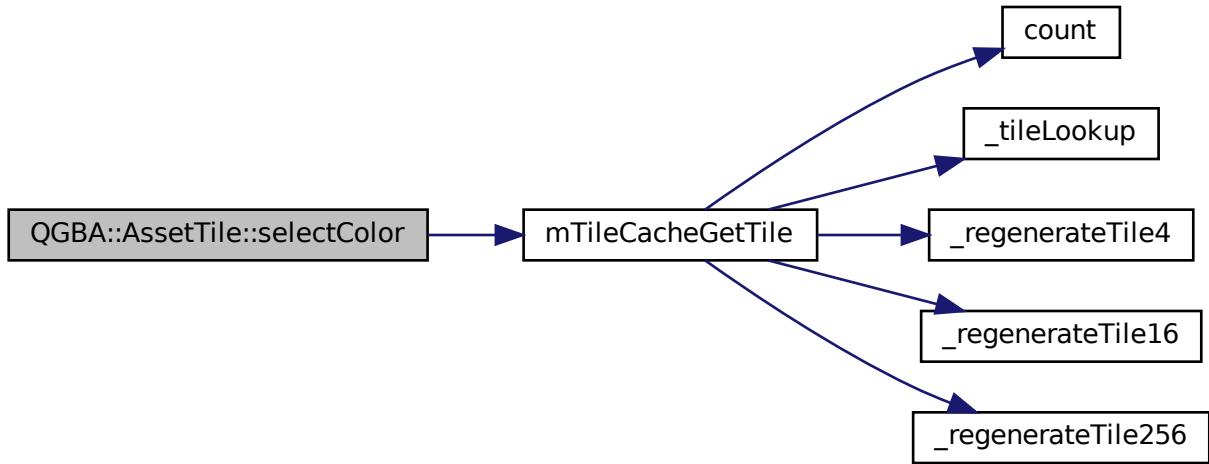 QGBA::AssetTile::selectColor
mTileCacheGetTile
count
_tileLookup
_regenerateTile4
_regenerateTile16
_regenerateTile256